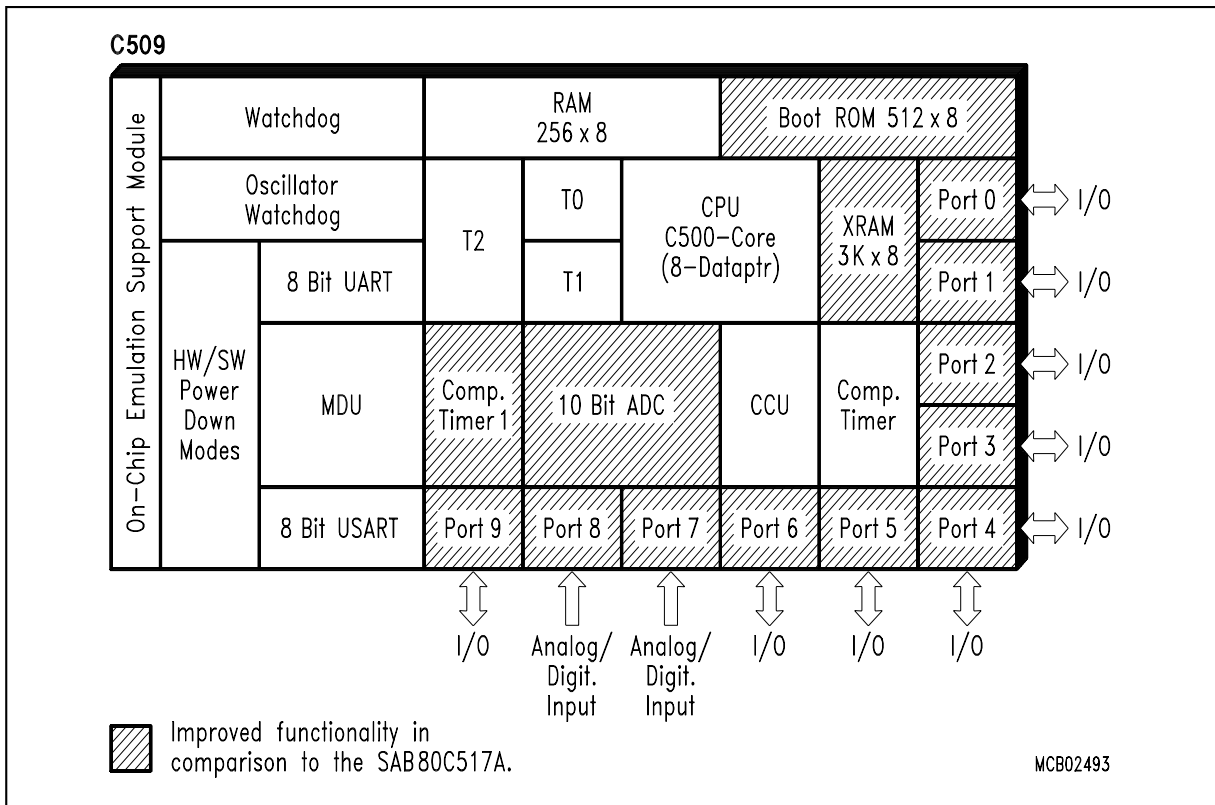 C509
On-Chip Emulation Support Module
Watchdog
RAM
256 x 8
Boot ROM 512 x 8
Oscillator
Watchdog
T2
T0
T1
CPU
C500-Core
(8-Dataptr)
XRAM
3K x 8
Port 0
I/O
8 Bit UART
Port 1
I/O
HW/SW
Power
Down
Modes
MDU
Comp.
Timer 1
10 Bit ADC
CCU
Comp.
Timer
Port 2
I/O
Port 3
I/O
8 Bit USART
Port 9
Port 8
Port 7
Port 6
Port 5
Port 4
I/O
I/O
Analog/
Digit.
Input
Analog/
Digit.
Input
I/O
I/O
I/O
Improved functionality in
comparison to the SAB80C517A.
MCB02493